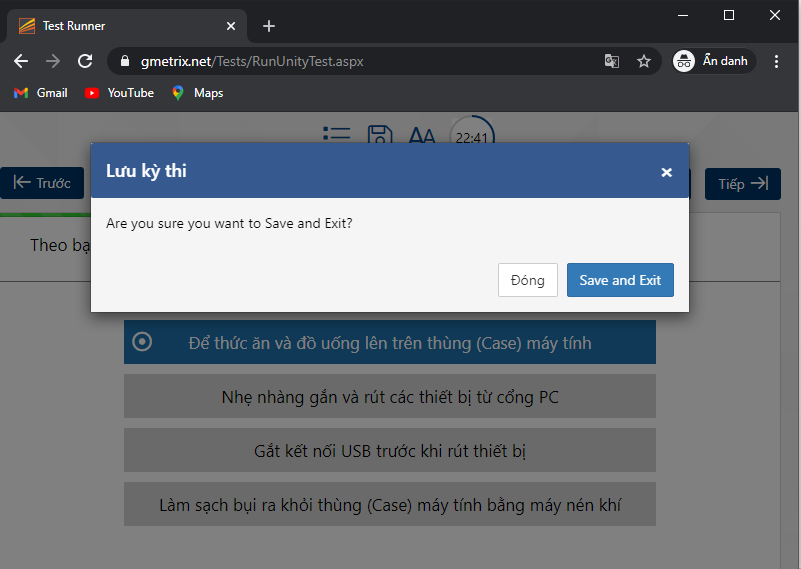 Test Runner
gmetrix.net/Tests/RunUnityTest.aspx
Ẩn danh
Gmail
YouTube
Maps
AA
22:41
Trước
Tiếp
Lưu kỳ thi
×
Theo bạ
Are you sure you want to Save and Exit?
Đóng
Save and Exit
Để thức ăn và đồ uống lên trên thùng (Case) máy tính
Nhẹ nhàng gắn và rút các thiết bị từ cổng PC
Gắt kết nối USB trước khi rút thiết bị
Làm sạch bụi ra khỏi thùng (Case) máy tính bằng máy nén khí